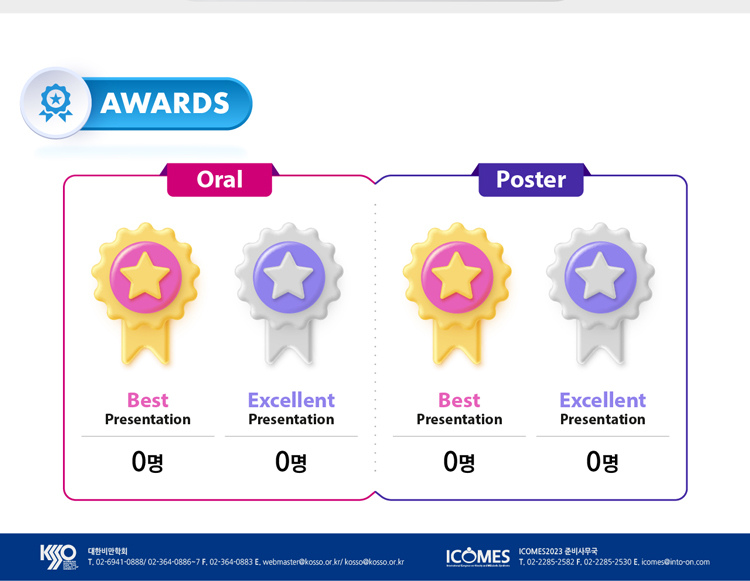 AWARDS
Oral
Poster
Best
Presentation
0명
Excellent
Presentation
0명
Best
Presentation
0명
Excellent
Presentation
0명
KSSO
대한비만학회
T. 02-6941-0888/ 02-364-0886~7 F. 02-364-0883 E. webmaster@kosso.or.kr/ kosso@kosso.or.kr
ICOMES
ICOMES2023 준비사무국
T. 02-2285-2582 F. 02-2285-2530 E. icomes@into-on.com